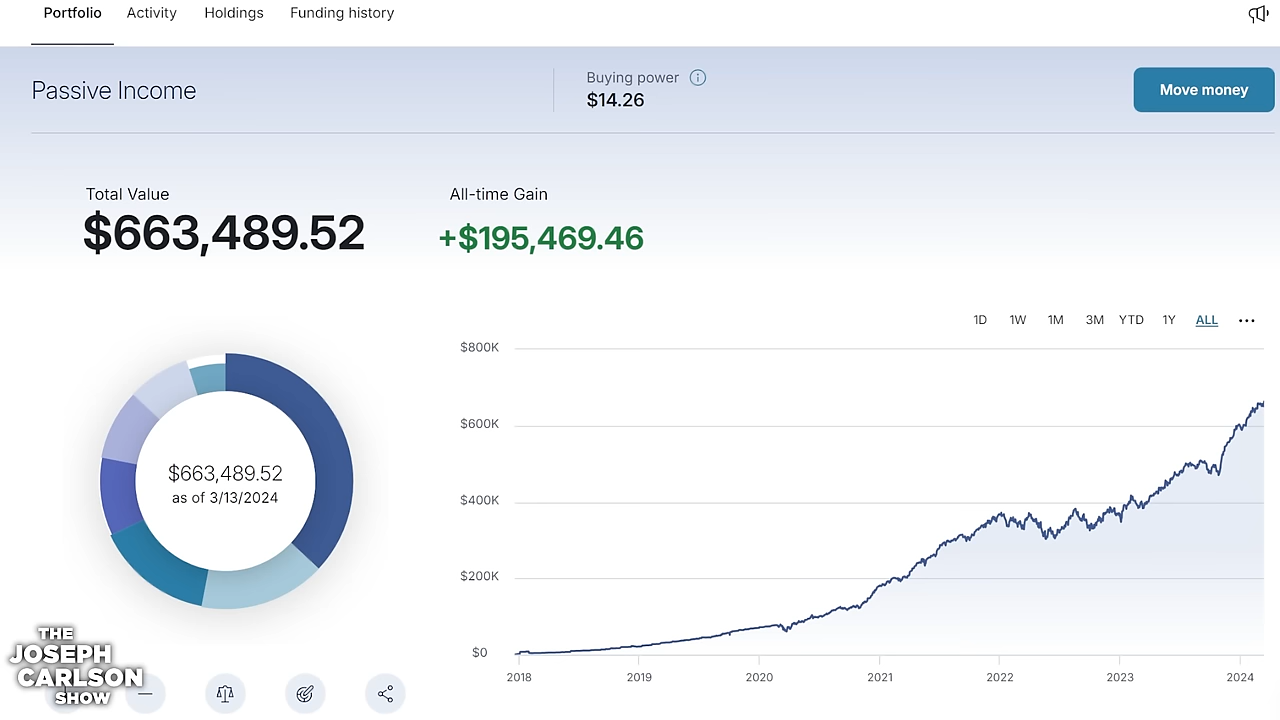 Portfolio Activity Holdings Funding history
Passive Income
Buying power
$14.26
Move money
Total Value
$663,489.52
All-time Gain
+$195,469.46
1D 1W 1M 3M YTD 1Y ALL
$800K
$600K
$400K
$200K
$0
2018 2019 2020 2021 2022 2023 2024
$663,489.52
as of 3/13/2024
THE
JOSEPH
CARLSON
SHOW